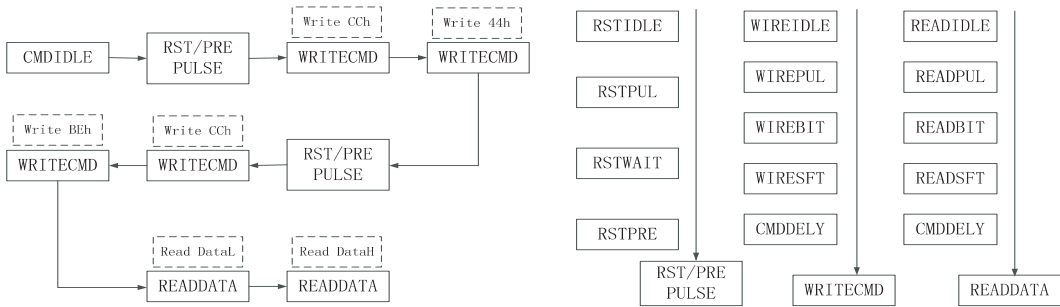 Write CCh
Write 44h
CMDIDLE
RST/PRE
PULSE
WRITECMD
WRITECMD
Write BEh
Write CCh
WRITECMD
WRITECMD
RST/PRE
PULSE
Read DataL
Read DataH
READDATA
READDATA
RSTIDLE
RSTPUL
RSTWAIT
RSTPRE
RST/PRE
PULSE
WIREIDLE
WIREPUL
WIREBIT
WIRESFT
CMDDELY
WRITECMD
READIDLE
READPUL
READBIT
READSFT
CMDDELY
READDATA